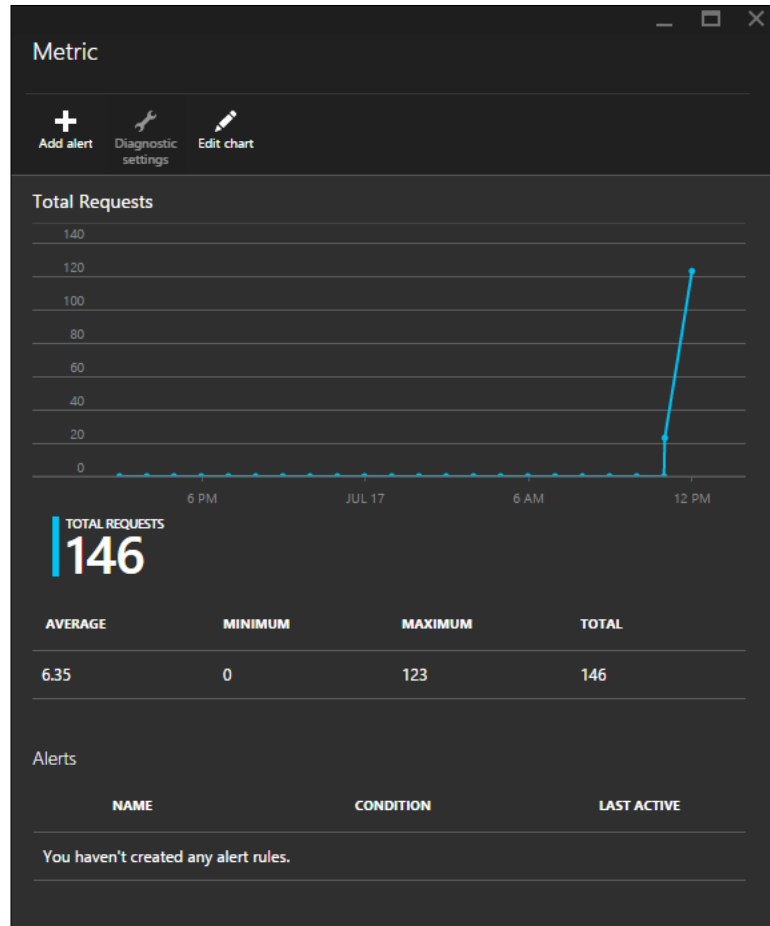 Metric
Add alert
Diagnostic
settings
Edit chart
Total Requests
140
120
100
80
60
40
20
0
6 PM JUL 17 6 AM 12 PM
TOTAL REQUESTS
146
AVERAGE MINIMUM MAXIMUM TOTAL
6.35 0 123 146
Alerts
NAME CONDITION LAST ACTIVE
You haven't created any alert rules.